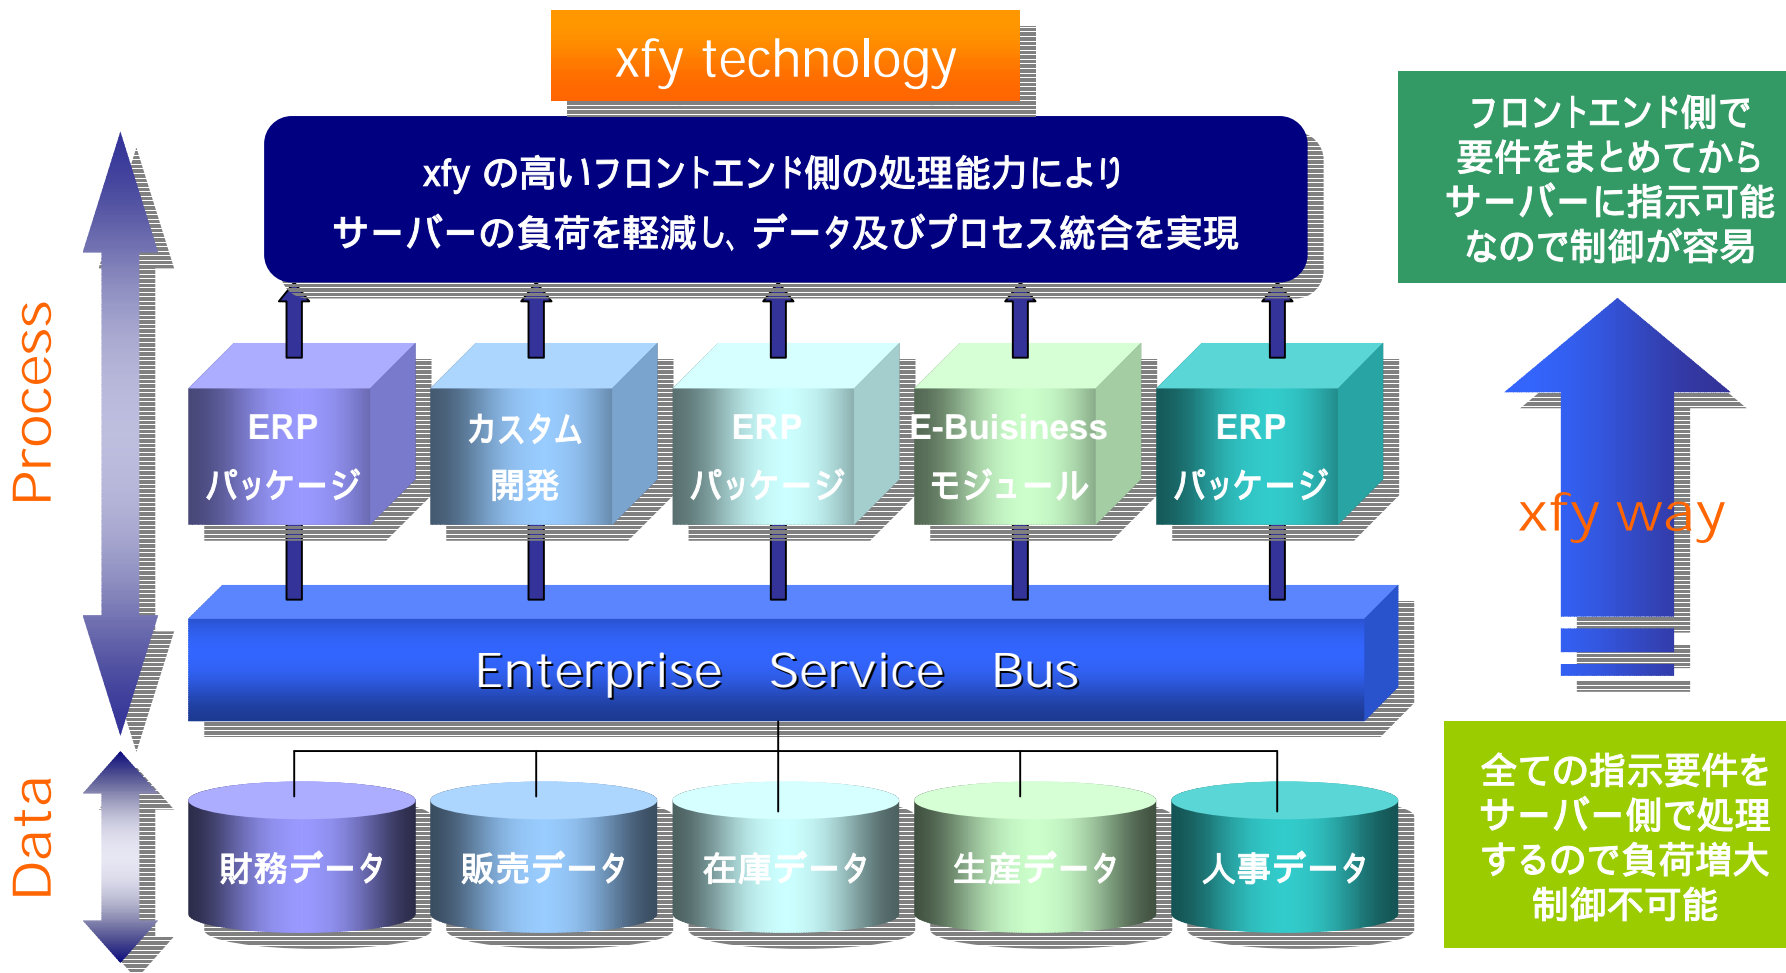 xfy technology
xfy の高いフロントエンド側の処理能力により
サーバーの負荷を軽減し、データ及びプロセス統合を実現
フロントエンド側で
要件をまとめてから
サーバーに指示可能
なので制御が容易
Process
ERP
パッケージ
カスタム
開発
ERP
パッケージ
E-Buisiness
モジュール
ERP
パッケージ
xfy way
Enterprise Service Bus
Data
財務データ
販売データ
在庫データ
生産データ
人事データ
全ての指示要件を
サーバー側で処理
するので負荷増大
制御不可能